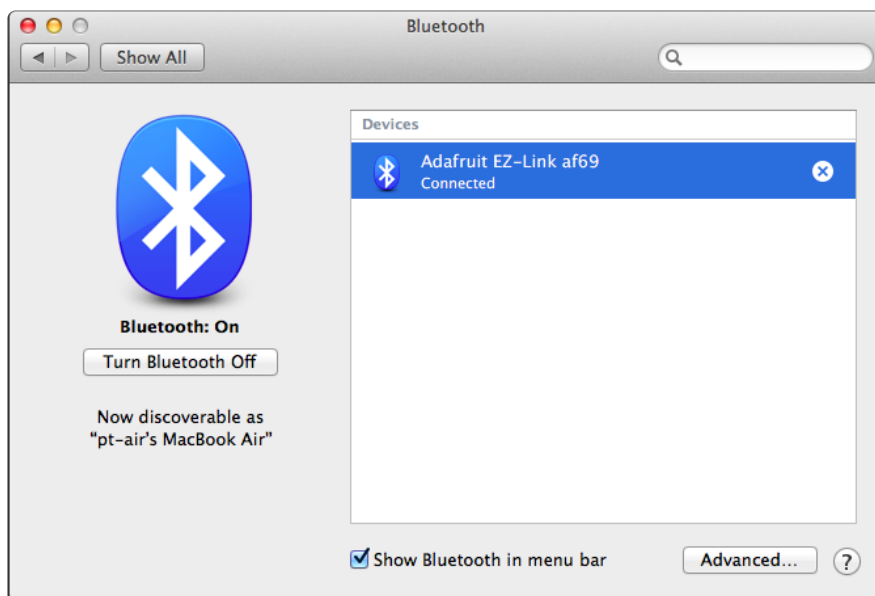 Bluetooth
Show All
Devices
Adafruit EZ-Link af69
Connected
Bluetooth: On
Turn Bluetooth Off
Now discoverable as
“pt-air’s MacBook Air”
Show Bluetooth in menu bar
Advanced...
?